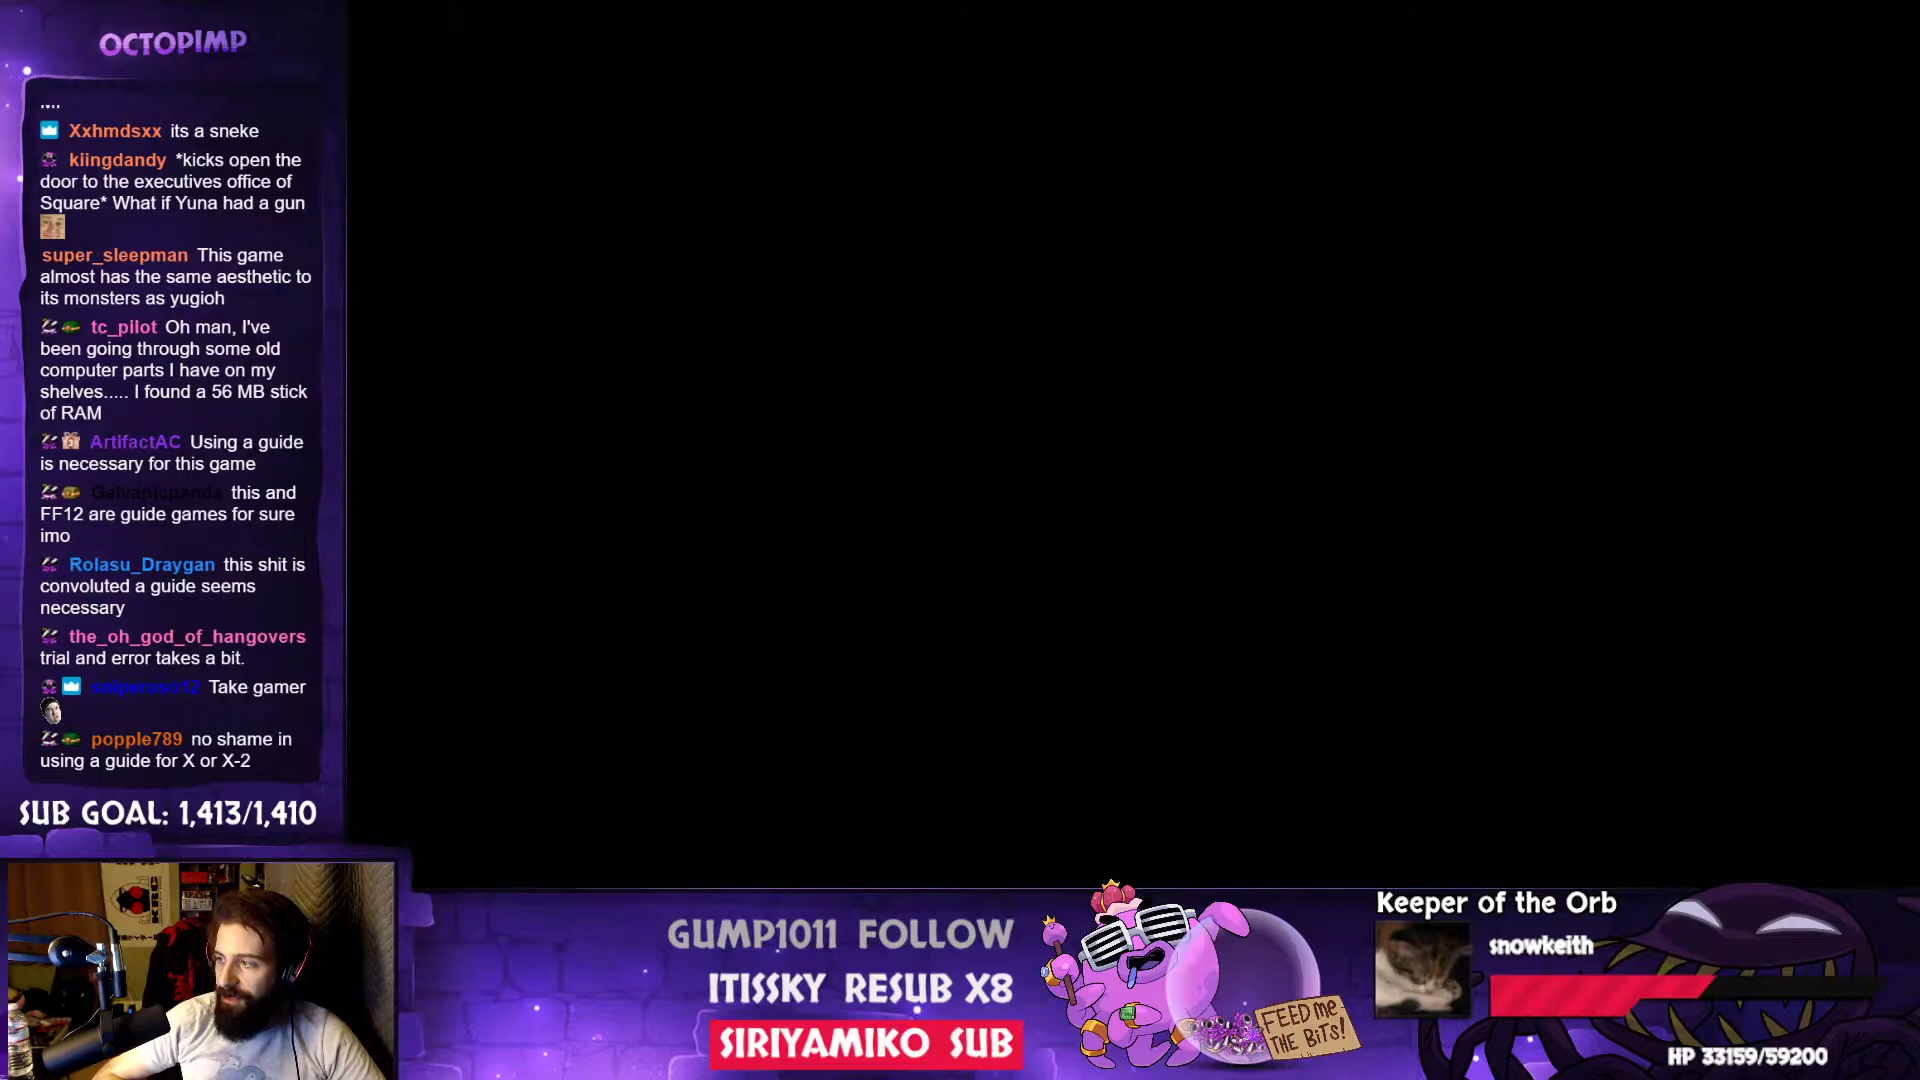 OCTOPIMP
Xxhmdsxx its a sneke
kiingdandy *kicks open the
door to the executives office of
Square* What if Yuna had a gun
super_sleepman This game
almost has the same aesthetic to
its monsters as yugioh
tc_pilot Oh man, I've
been going through some old
computer parts I have on my
shelves..... I found a 56 MB stick
of RAM
ArtifactAC Using a guide
is necessary for this game
Galvanicpanda this and
FF12 are guide games for sure
imo
Rolasu_Draygan this shit is
convoluted a guide seems
necessary
the_oh_god_of_hangovers
trial and error takes a bit.
Take gamer
popple789 no shame in
using a guide for X or X-2
SUB GOAL: 1,413/1,410
GUMP1011 FOLLOW
ITISSKY RESUB X8
SIRIYAMIKO SUB
FEED ME
THE BITS!
Keeper of the Orb
snowkeith
HP 33159/59200